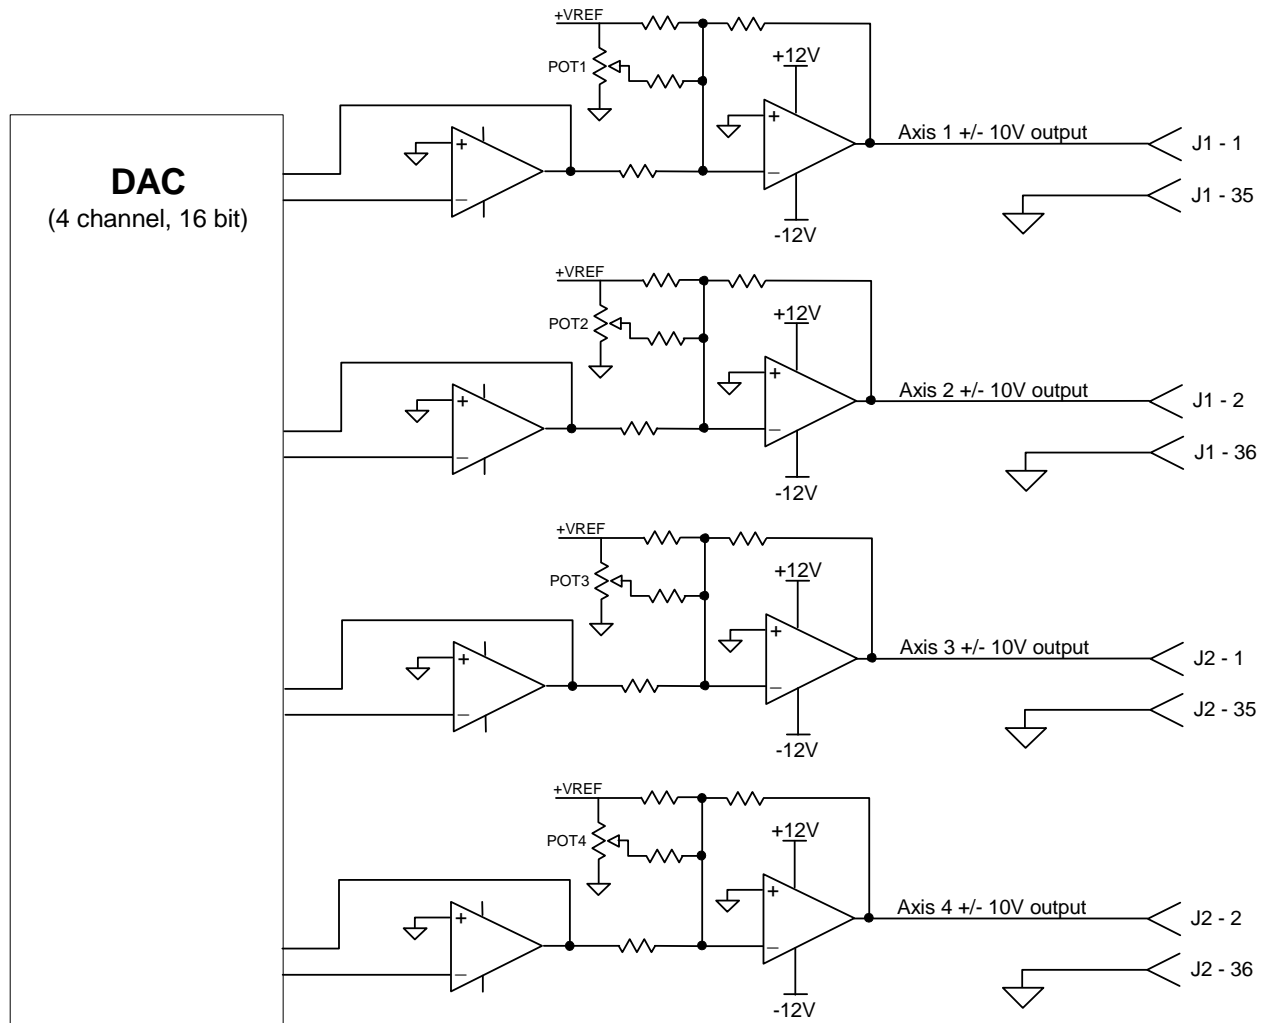 +VREF
POT1
+12V
+
−
+
−
Axis 1 +/- 10V output
J1 - 1
DAC
(4 channel, 16 bit)
J1 - 35
-12V
+VREF
POT2
+12V
+
−
+
−
Axis 2 +/- 10V output
J1 - 2
J1 - 36
-12V
+VREF
POT3
+12V
+
−
+
−
Axis 3 +/- 10V output
J2 - 1
J2 - 35
-12V
+VREF
POT4
+12V
+
−
+
−
Axis 4 +/- 10V output
J2 - 2
J2 - 36
-12V